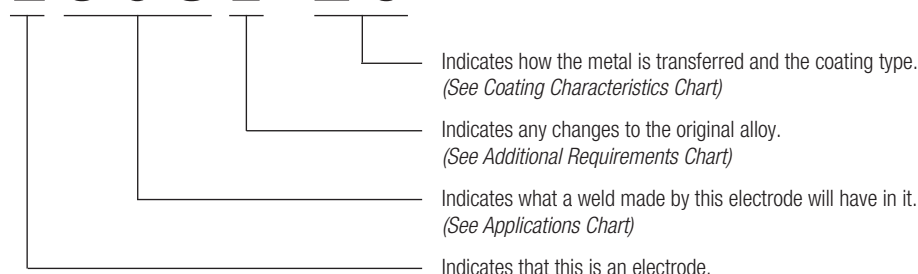 Indicates how the metal is transferred and the coating type.
(See Coating Characteristics Chart)
Indicates any changes to the original alloy.
(See Additional Requirements Chart)
Indicates what a weld made by this electrode will have in it.
(See Applications Chart)
Indicates that this is an electrode.